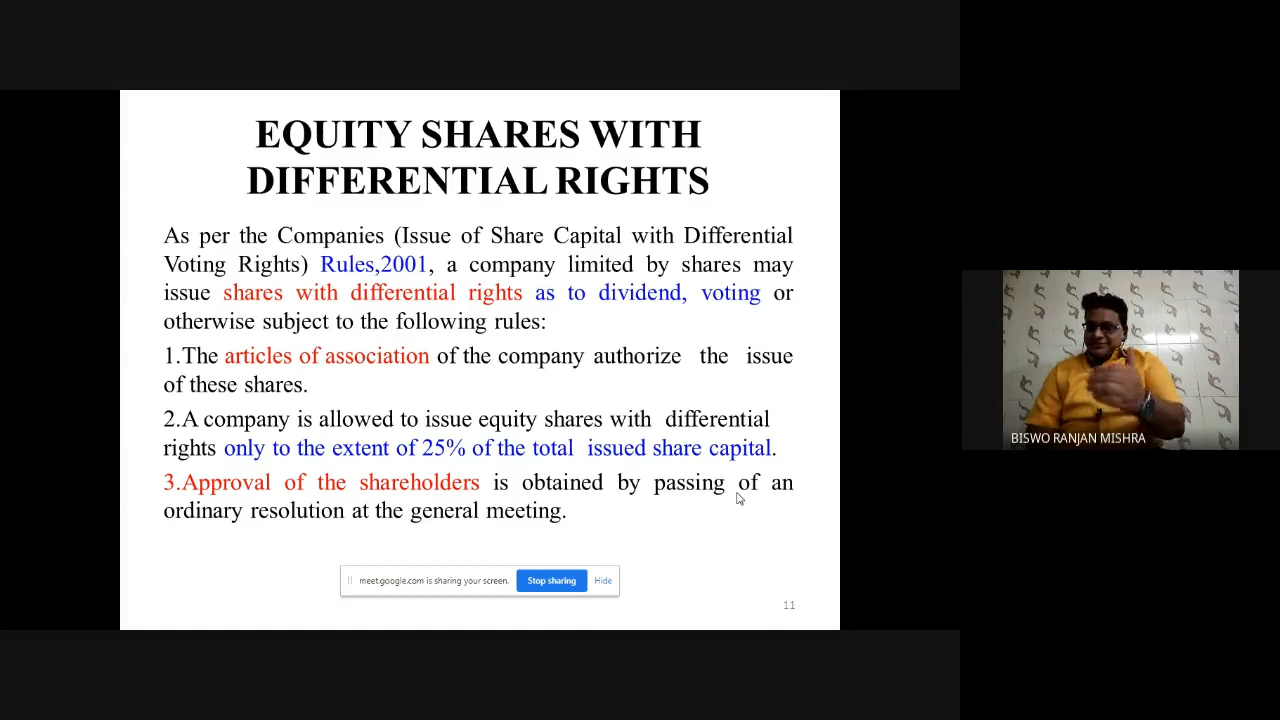 EQUITY SHARES WITH
DIFFERENTIAL RIGHTS
As per the Companies (Issue of Share Capital with Differential
Voting Rights) Rules,2001, a company limited by shares may
issue shares with differential rights as to dividend, voting or
otherwise subject to the following rules:
1.The articles of association of the company authorize the issue
of these shares.
2.A company is allowed to issue equity shares with differential
rights only to the extent of 25% of the total issued share capital.
3.Approval of the shareholders is obtained by passing of an
ordinary resolution at the general meeting.
meet.google.com is sharing your screen. Stop sharing Hide
11
BISWO RANJAN MISHRA